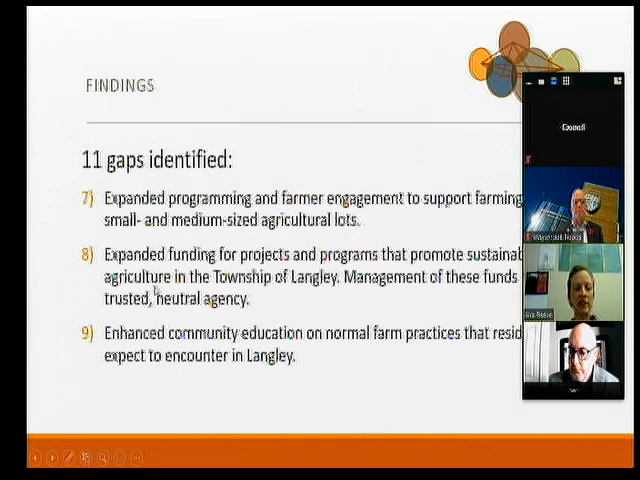 FINDINGS
11 gaps identified:
7) Expanded programming and farmer engagement to support farming
small- and medium-sized agricultural lots.
8) Expanded funding for projects and programs that promote sustainab
agriculture in the Township of Langley. Management of these funds
trusted, neutral agency.
9) Enhanced community education on normal farm practices that resid
expect to encounter in Langley.
Council